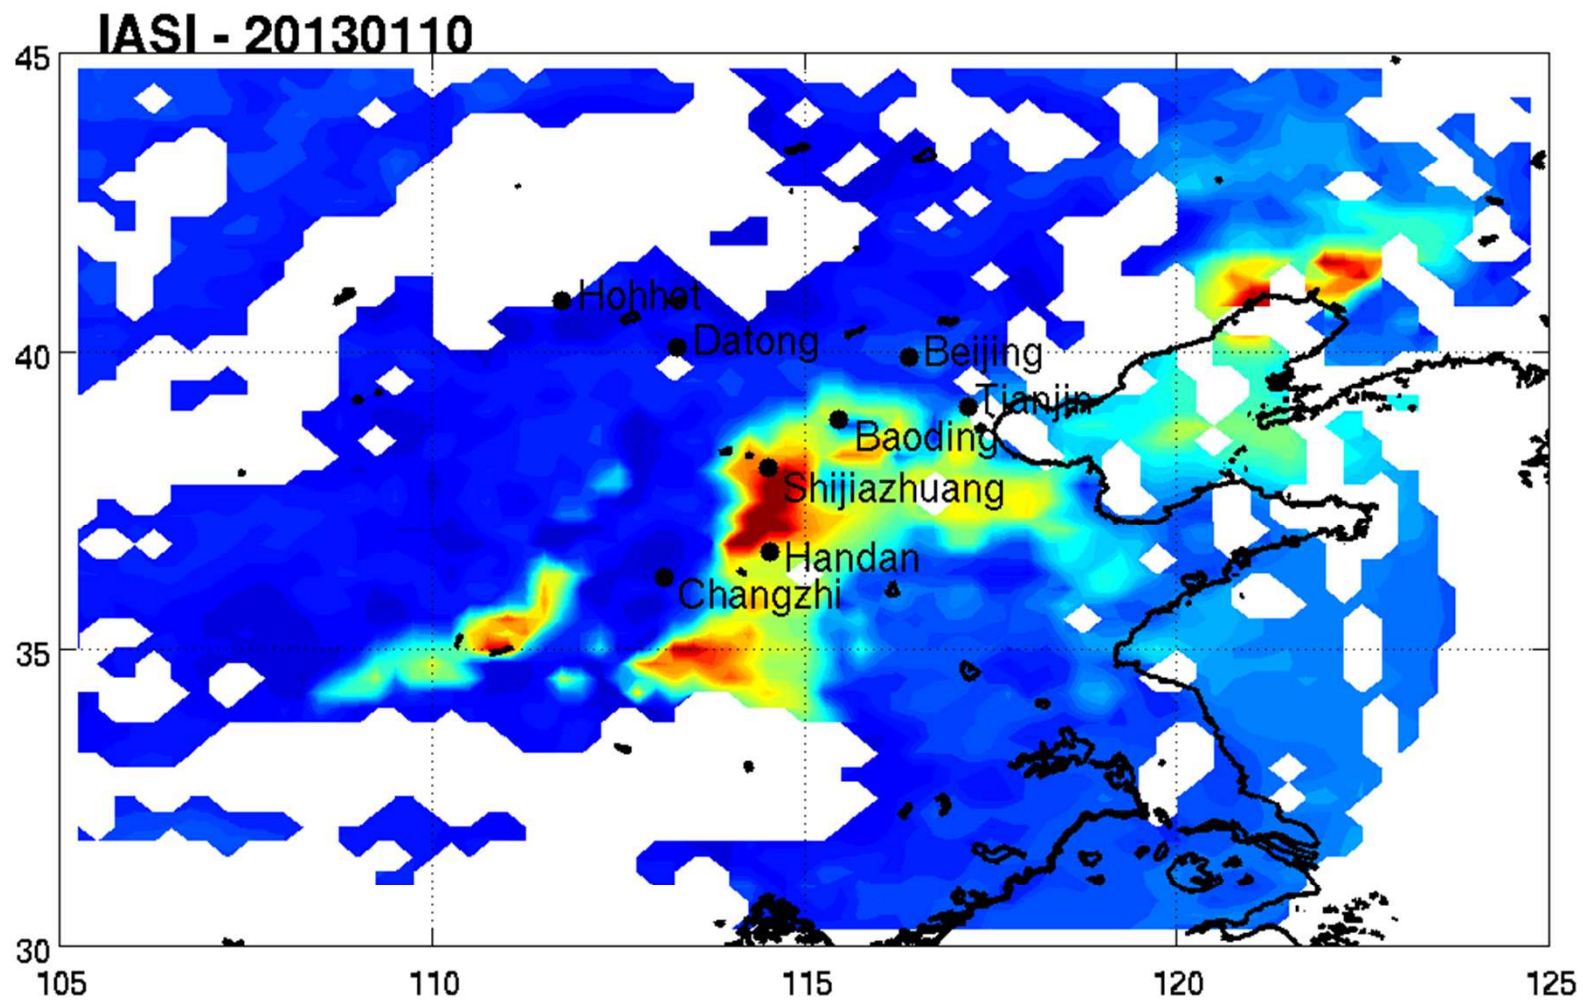 IASI - 20130110
45
Hohhot
Datong
40
Beijing
Tianjin
Baoding
Shijiazhuang
Handan
Changzhi
35
30
105 110 115 120 125